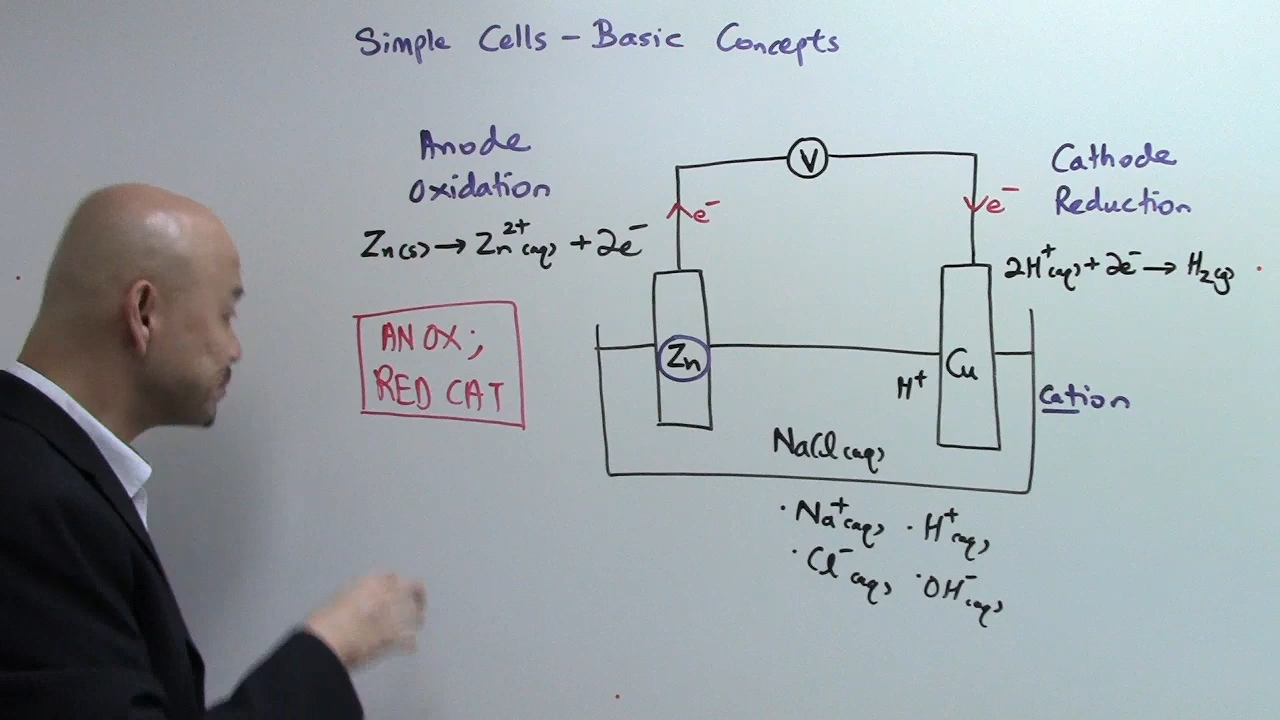 Simple Cells – Basic Concepts
Anode
Oxidation
Zn(s) → Zn²⁺(aq) + 2e⁻
ANOX;
RED CAT
V
e⁻
e⁻
Cathode
Reduction
2H⁺(aq) + 2e⁻ → H₂(g)
Zn
Cu
H⁺
cation
NaCl(aq)
· Na⁺(aq) · H⁺(aq)
· Cl⁻(aq) · OH⁻(aq)